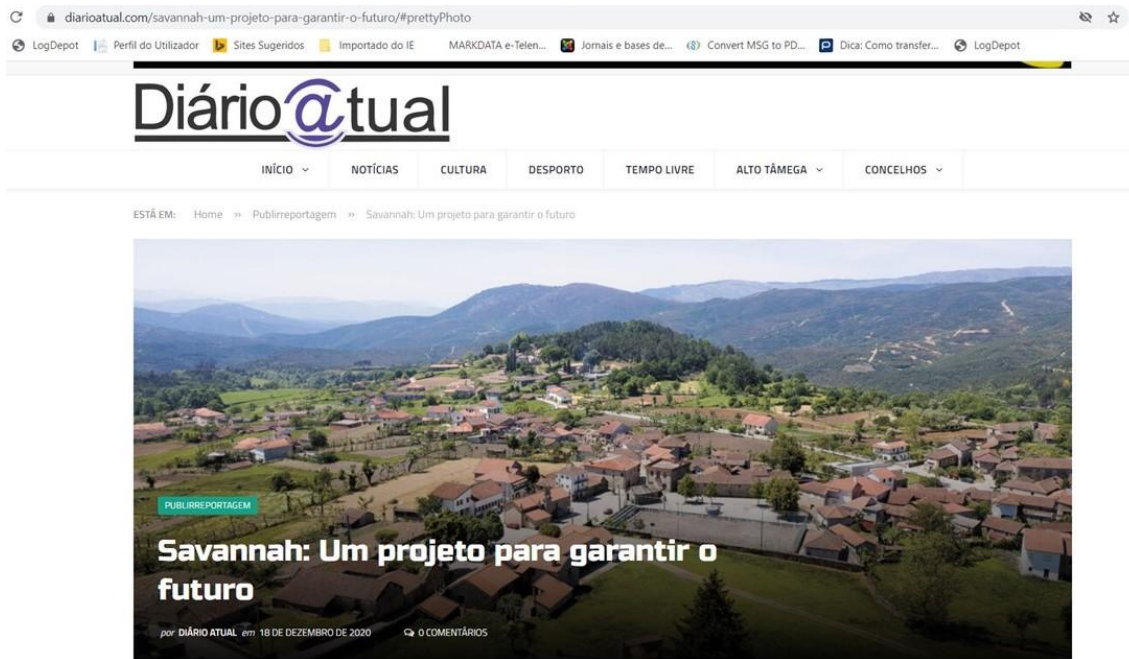 diarioatual.com/savannah-um-projeto-para-garantir-o-futuro/#prettyPhoto
LogDepot Perfil do Utilizador Sites Sugeridos Importado do IE MARKDATA e-Telen... Jornais e bases de... Convert MSG to PD... Dica: Como transfer... LogDepot
Diário@tual
INÍCIO NOTÍCIAS CULTURA DESPORTO TEMPO LIVRE ALTO TÂMEGA CONCELHOS
ESTÁ EM: Home » Publirreportagem » Savannah: Um projeto para garantir o futuro
PUBLIRREPORTAGEM
Savannah: Um projeto para garantir o
futuro
por DIÁRIO ATUAL em 18 DE DEZEMBRO DE 2020 0 COMENTÁRIOS